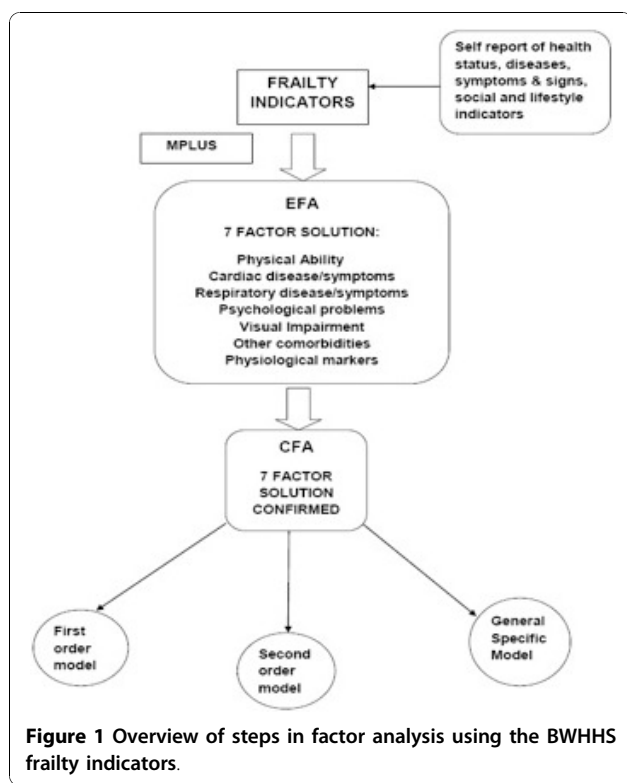 Self report of health
status, diseases,
symptoms & signs,
social and lifestyle
indicators
FRAILTY
INDICATORS
MPLUS
EFA
7 FACTOR SOLUTION:
Physical Ability
Cardiac disease/symptoms
Respiratory disease/symptoms
Psychological problems
Visual Impairment
Other comorbidities
Physiological markers
CFA
7 FACTOR
SOLUTION
CONFIRMED
First
order
model
Second
order
model
General
Specific
Model
Figure 1 Overview of steps in factor analysis using the BWHHS
frailty indicators.